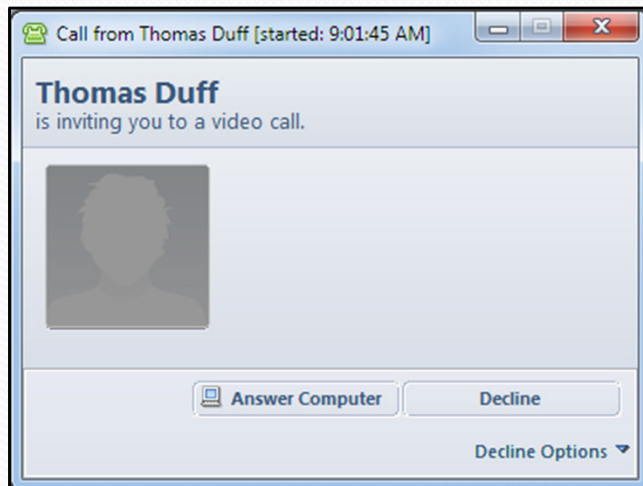 Call from Thomas Duff [started: 9:01:45 AM]
Thomas Duff
is inviting you to a video call.
Answer Computer
Decline
Decline Options